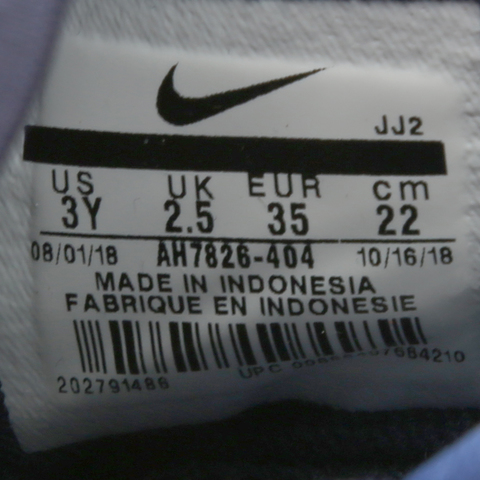 JJ2
US UK EUR cm
3Y 2.5 35 22
08/01/18 AH7826-404 10/16/18
MADE IN INDONESIA
FABRIQUE EN INDONESIE
202791486 UPC